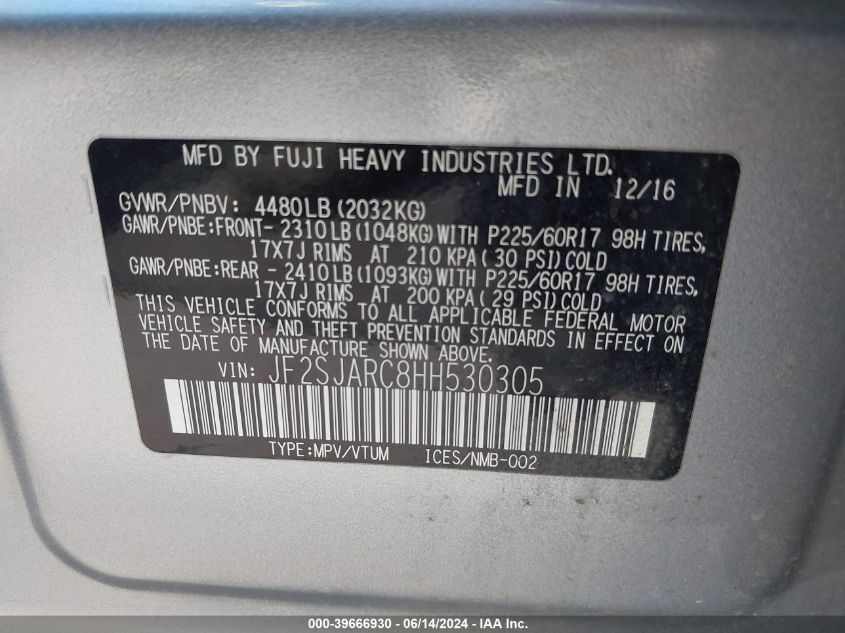 MFD BY FUJI HEAVY INDUSTRIES LTD.
MFD IN 12/16
GVWR/PNBV: 4480LB(2032KG)
GAWR/PNBE:FRONT- 2310LB(1048KG)WITH P225/60R17 98H TIRES,
17X7J RIMS AT 210 KPA(30 PSI)COLD
GAWR/PNBE:REAR - 2410LB(1093KG)WITH P225/60R17 98H TIRES,
17X7J RIMS AT 200 KPA(29 PSI)COLD
THIS VEHICLE CONFORMS TO ALL APPLICABLE FEDERAL MOTOR
VEHICLE SAFETY AND THEFT PREVENTION STANDARDS IN EFFECT ON
THE DATE OF MANUFACTURE SHOWN ABOVE.
VIN: JF2SJARC8HH530305
TYPE:MPV/VTUM ICES/NMB-002
000-39666930 - 06/14/2024 - IAA Inc.